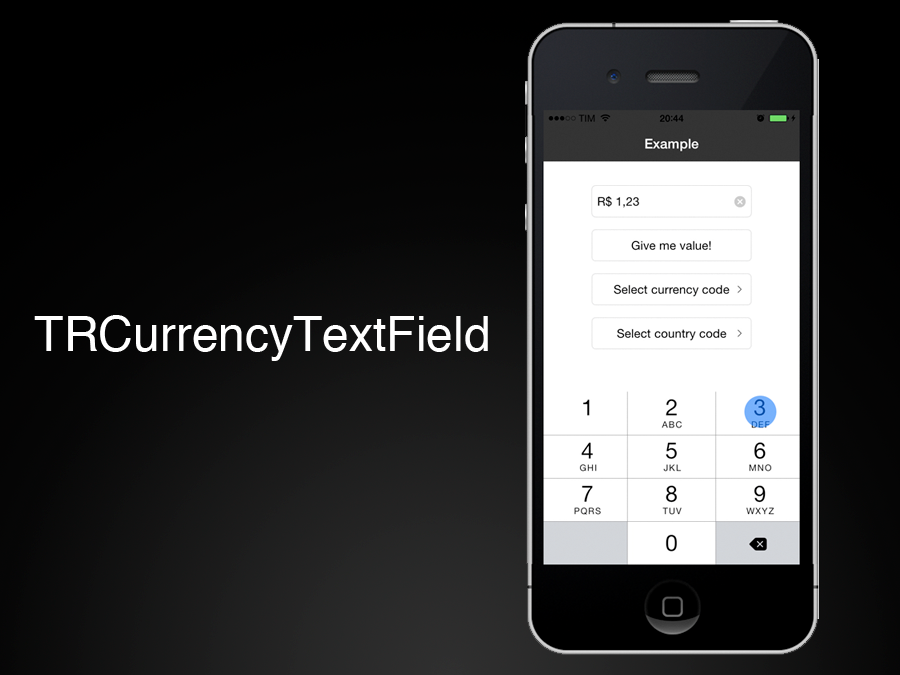 TRCurrencyTextField
TIM 20:44
Example
R$ 1,23
Give me value!
Select currency code
Select country code
1 2 3
ABC DEF
4 5 6
GHI JKL MNO
7 8 9
PQRS TUV WXYZ
0